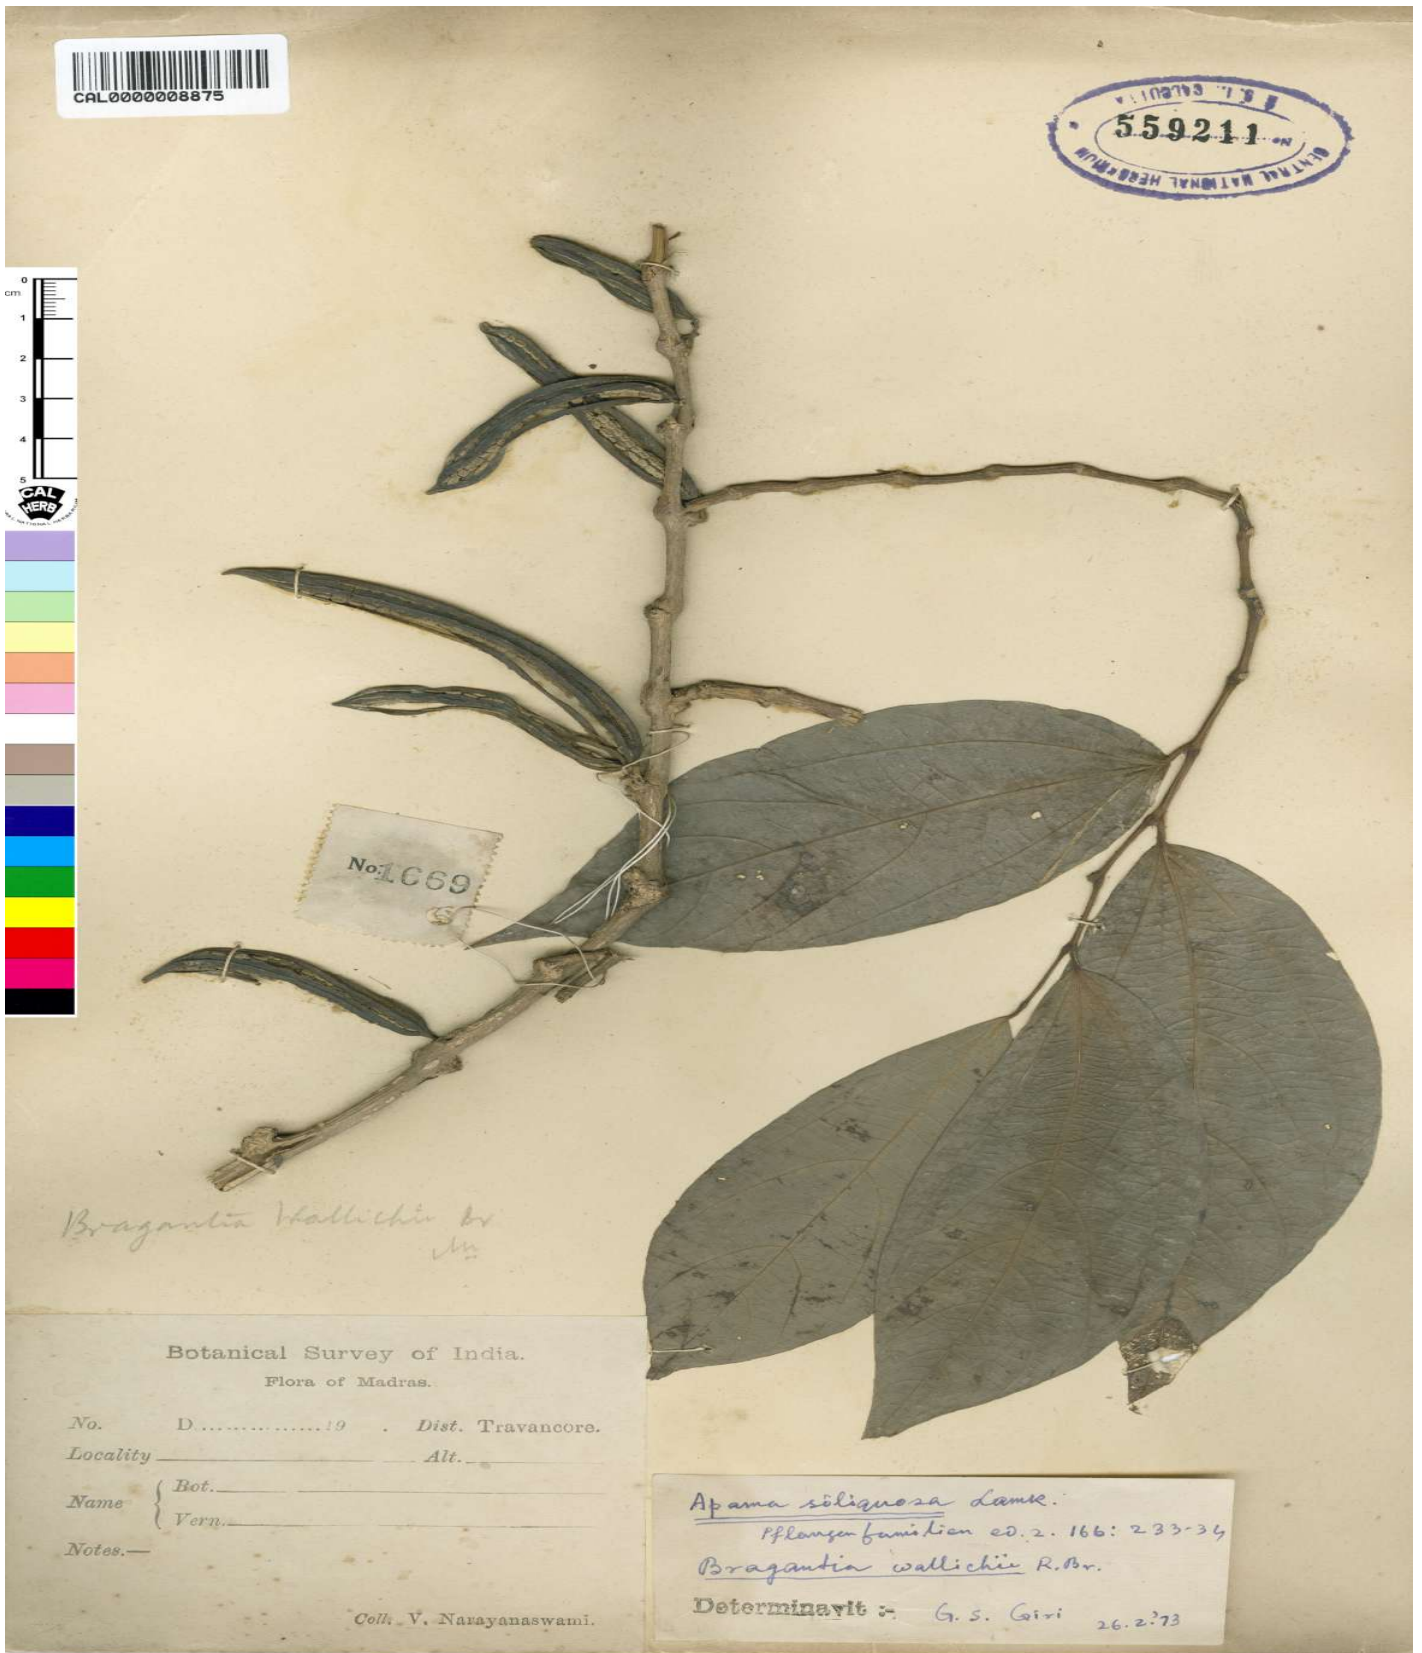 CAL0000008875
B. S. I. CALCUTTA
No 559211
CENTRAL NATIONAL HERBARIUM
0
cm
1
2
3
4
5
CAL
HERB
No. 1669
Bragantia Wallichii Br
Botanical Survey of India.
Flora of Madras.
No. D...............19 . Dist. Travancore.
Locality Alt.
Name { Bot.
Vern.
Notes.—
Coll. V. Narayanaswami.
Apama siliquosa Lamk.
Pflanzenfamilien ed. 2. 16b: 233-34
Bragantia wallichii R. Br.
Determinavit :- G. S. Giri 26.2.73